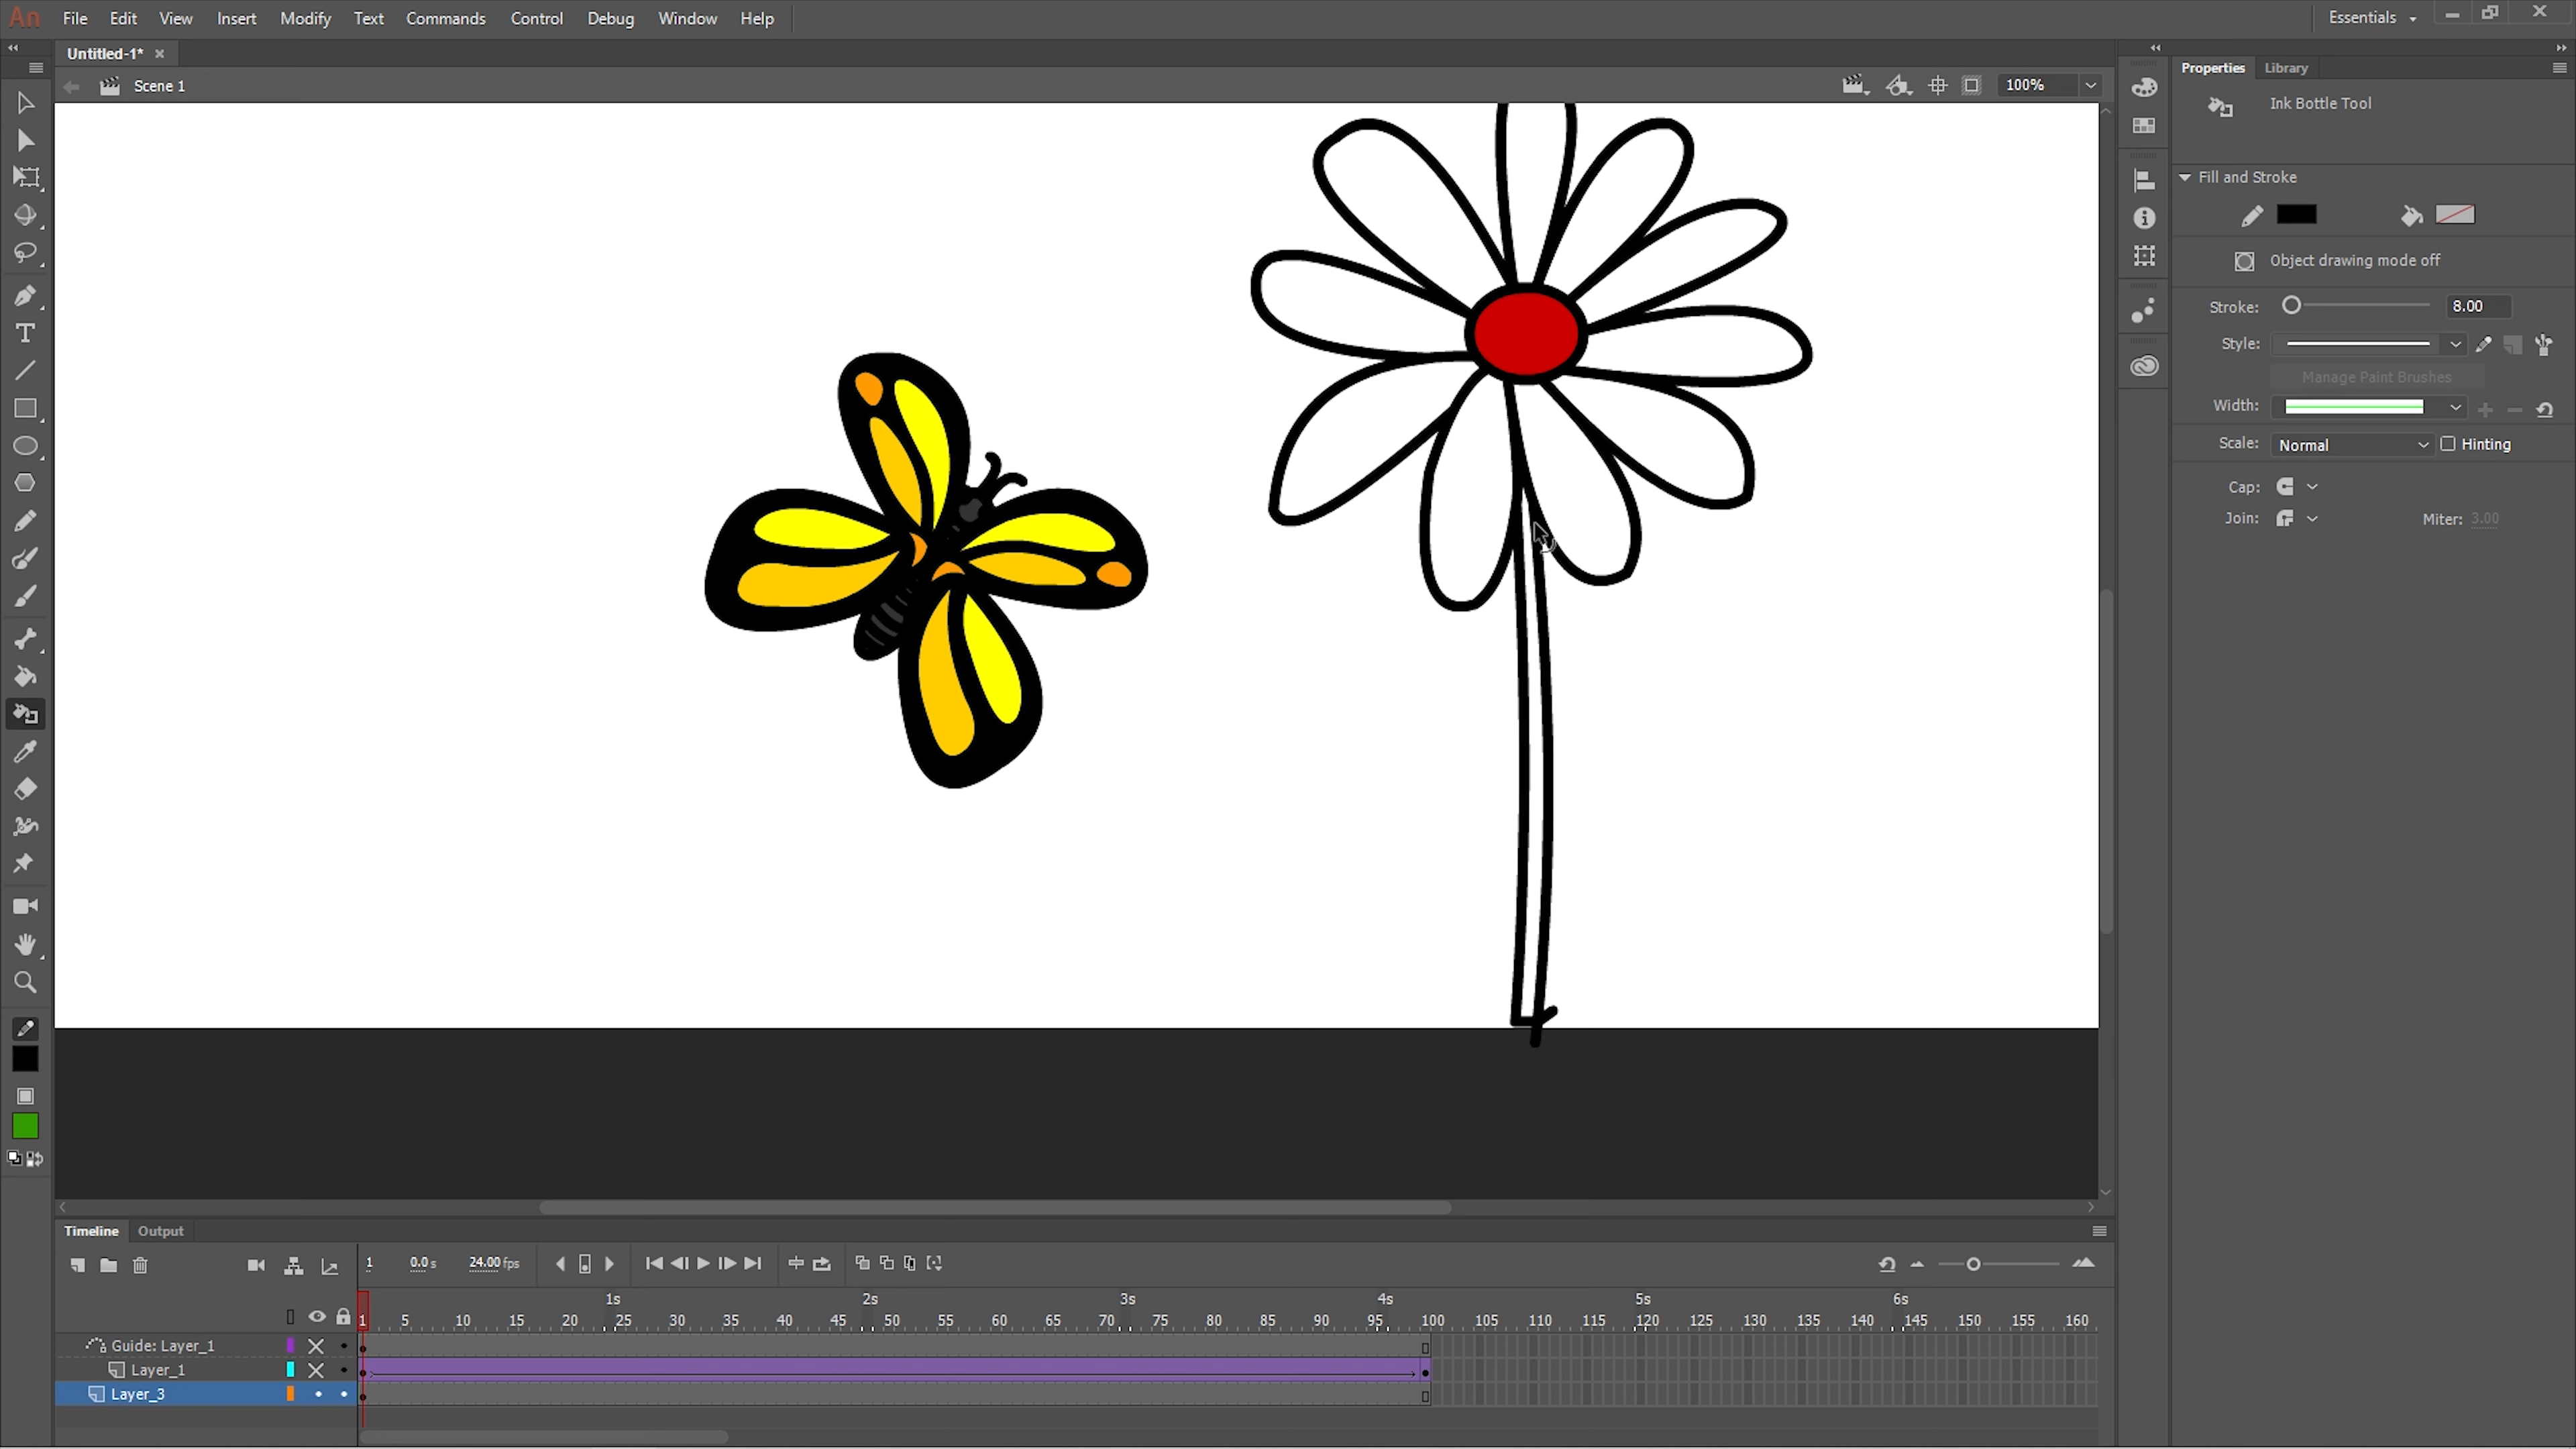 An File Edit View Insert Modify Text Commands Control Debug Window Help Essentials
Untitled-1*
Scene 1 100%
Properties Library
Ink Bottle Tool
Fill and Stroke
Object drawing mode off
Stroke: 8.00
Style:
Manage Paint Brushes
Width:
Scale: Normal Hinting
Cap:
Join: Miter: 3.00
Timeline Output
1 0.0s 24.00 fps
1s 2s 3s 4s 5s 6s
1 5 10 15 20 25 30 35 40 45 50 55 60 65 70 75 80 85 90 95 100 105 110 115 120 125 130 135 140 145 150 155 160
Guide: Layer_1
Layer_1
Layer_3